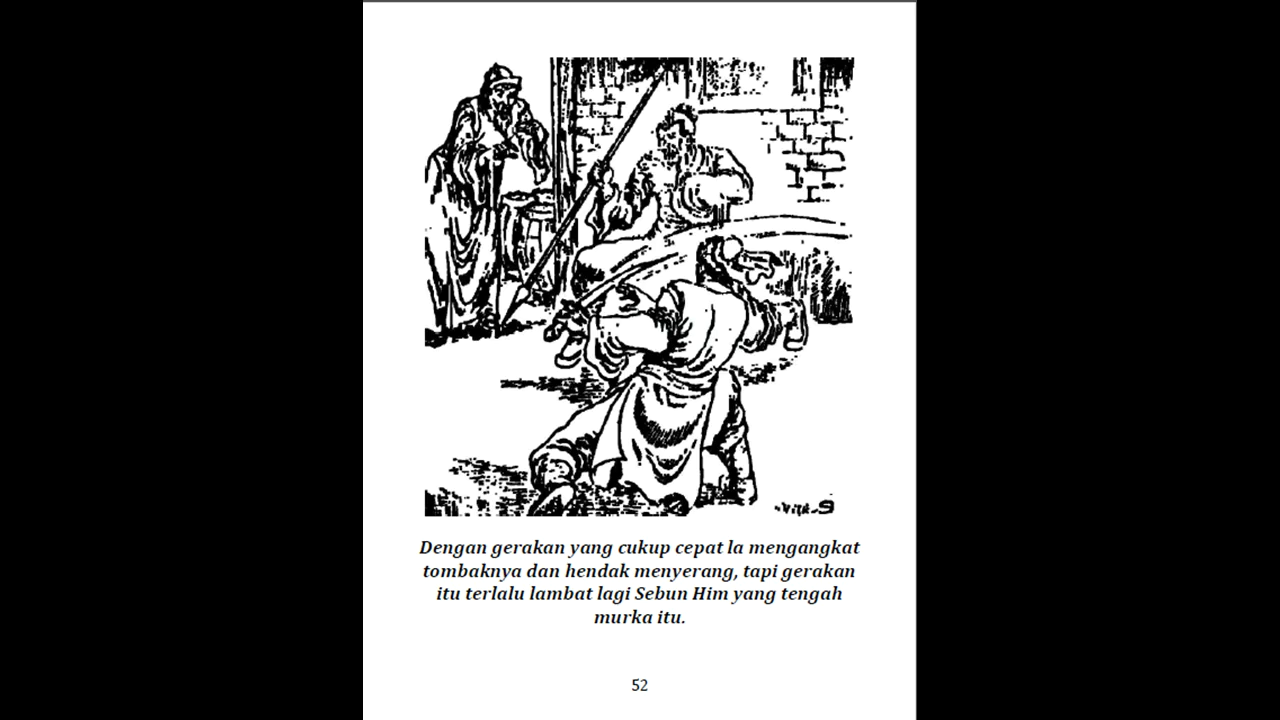 Dengan gerakan yang cukup cepat la mengangkat
tombaknya dan hendak menyerang, tapi gerakan
itu terlalu lambat lagi Sebun Him yang tengah
murka itu.
52